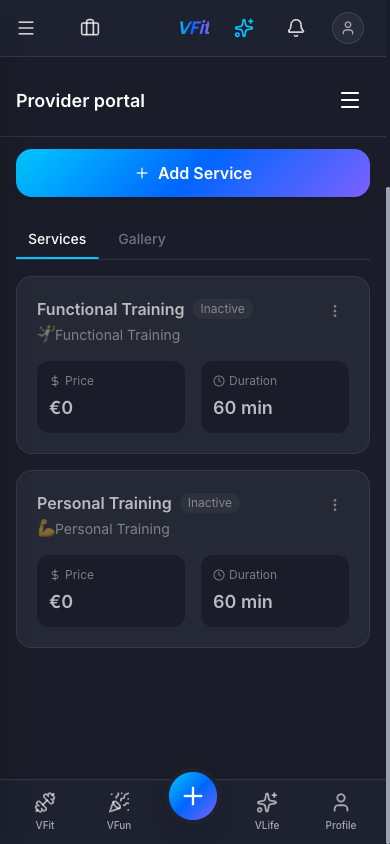 VFit
Provider portal
Add Service
Services Gallery
Functional Training Inactive
Functional Training
$ Price Duration
€0 60 min
Personal Training Inactive
Personal Training
$ Price Duration
€0 60 min
VFit VFun VLife Profile